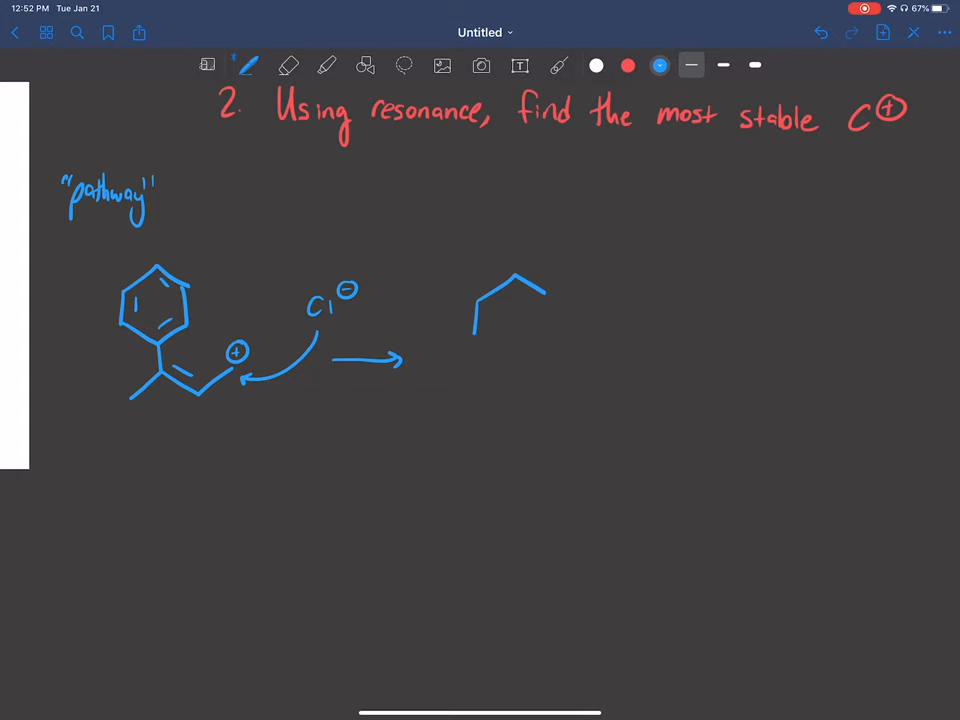 12:52 PM Tue Jan 21
67%
Untitled
T
2. Using resonance, find the most stable C⊕
"pathway"
Cl⊖
⊕